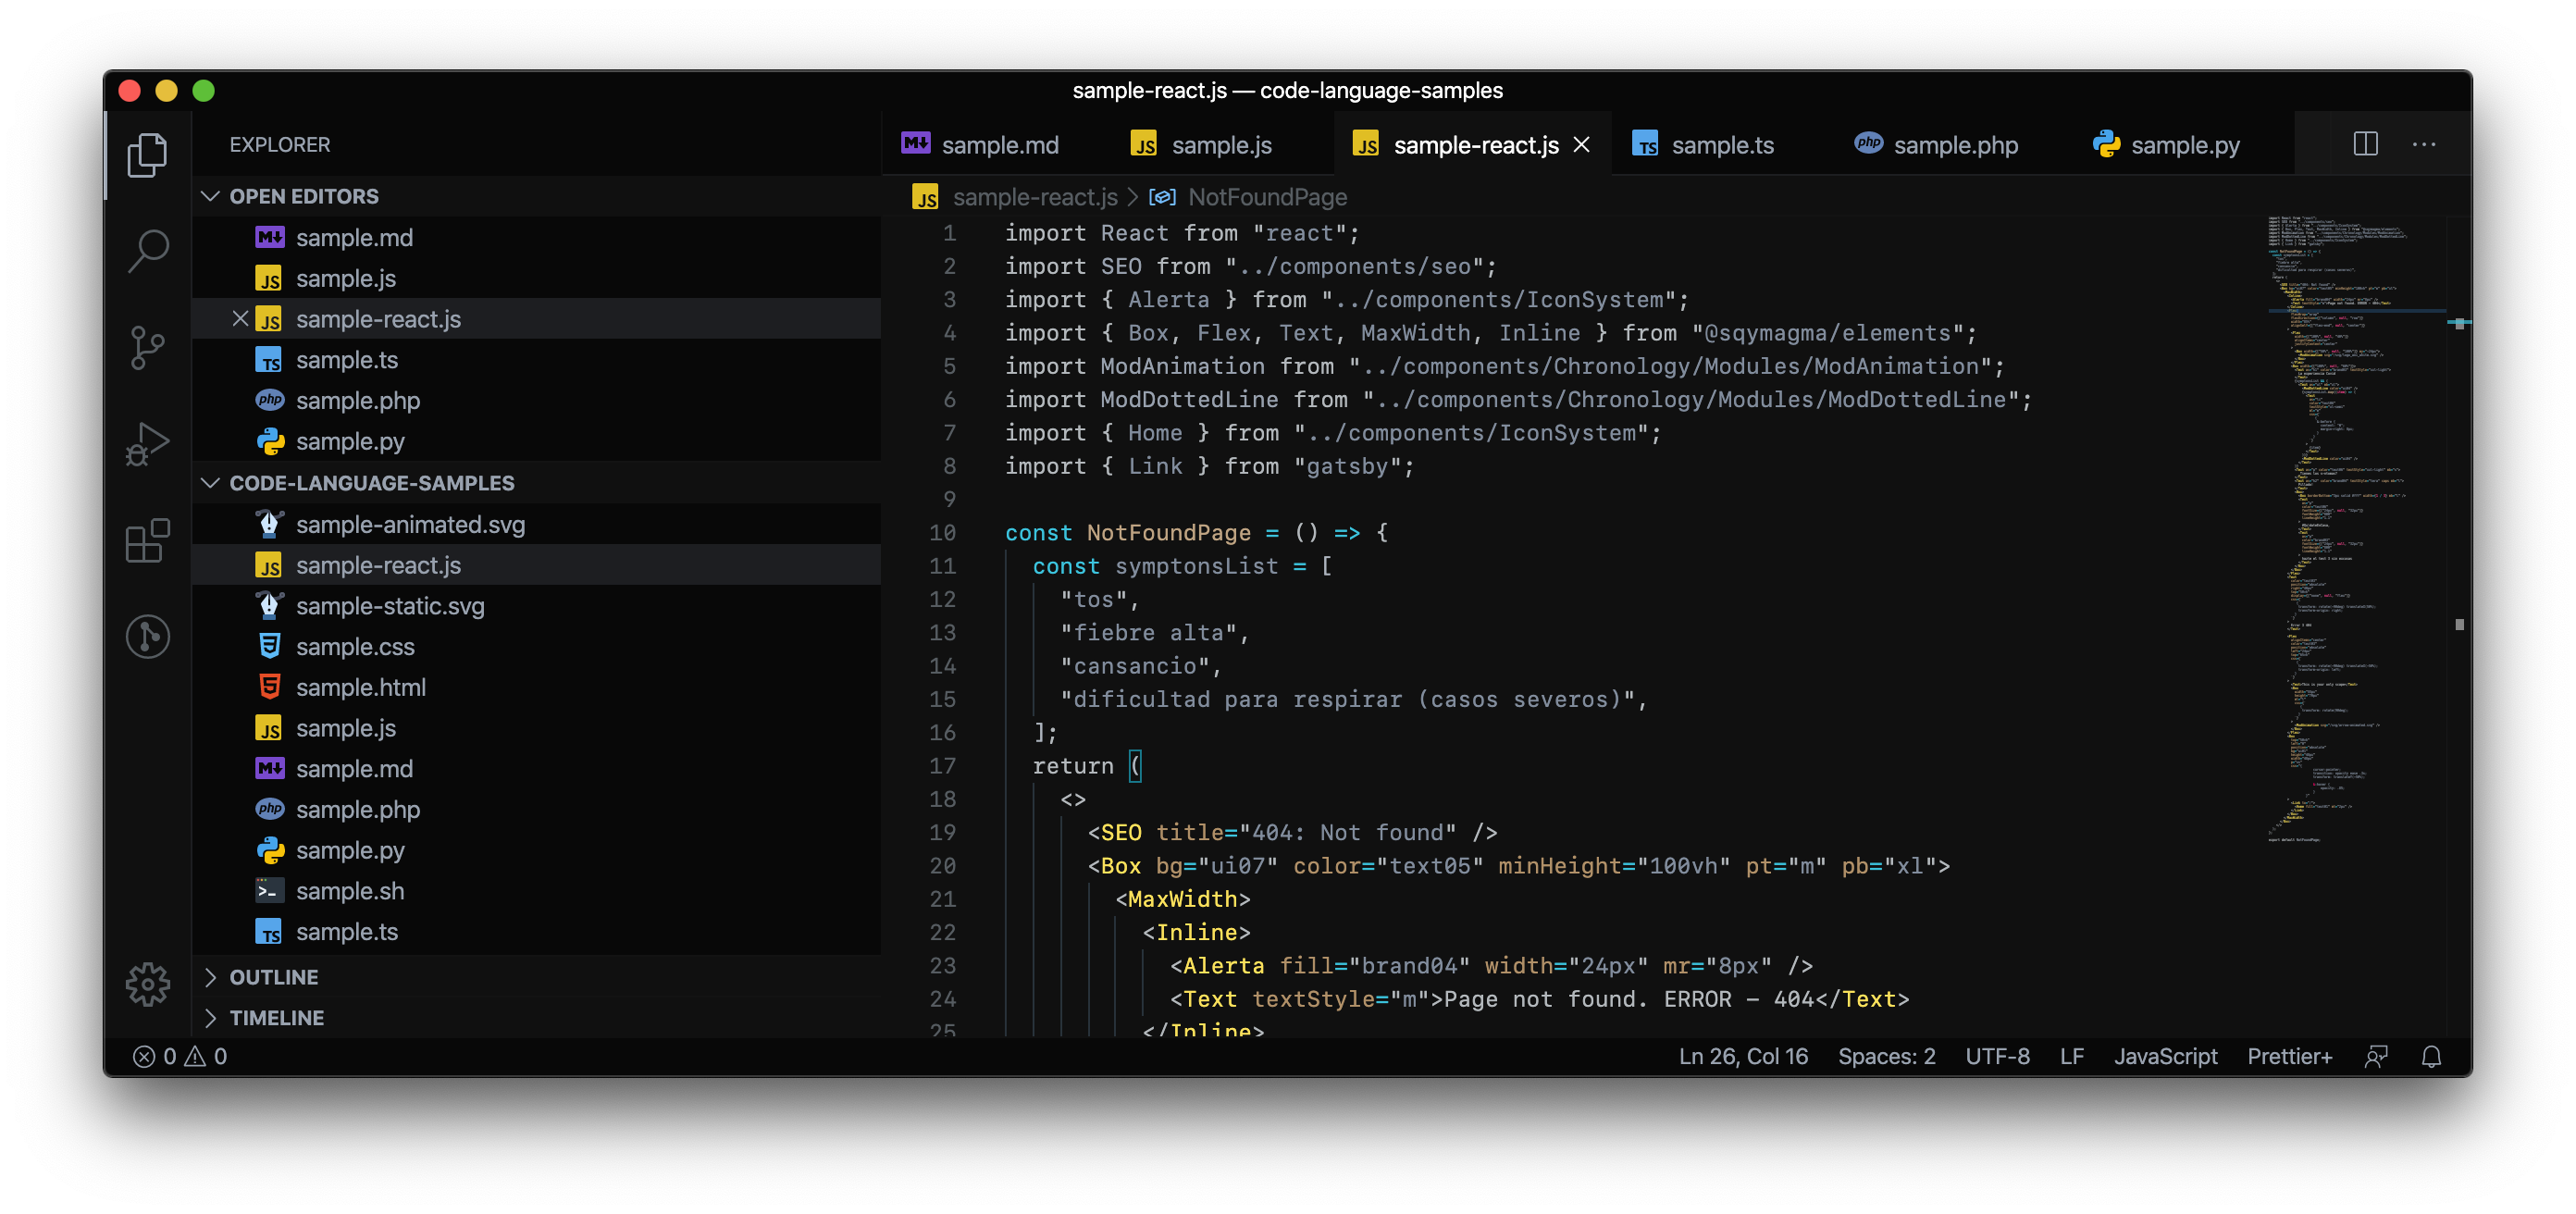 sample-react.js — code-language-samples
EXPLORER
OPEN EDITORS
sample.md
sample.js
sample-react.js
sample.ts
sample.php
sample.py
CODE-LANGUAGE-SAMPLES
sample-animated.svg
sample-react.js
sample-static.svg
sample.css
sample.html
sample.js
sample.md
sample.php
sample.py
sample.sh
sample.ts
OUTLINE
TIMELINE
sample.md sample.js sample-react.js sample.ts sample.php sample.py
sample-react.js > NotFoundPage
1 import React from "react";
2 import SEO from "../components/seo";
3 import { Alerta } from "../components/IconSystem";
4 import { Box, Flex, Text, MaxWidth, Inline } from "@sqymagma/elements";
5 import ModAnimation from "../components/Chronology/Modules/ModAnimation";
6 import ModDottedLine from "../components/Chronology/Modules/ModDottedLine";
7 import { Home } from "../components/IconSystem";
8 import { Link } from "gatsby";
9
10 const NotFoundPage = () => {
11 const symptonsList = [
12 "tos",
13 "fiebre alta",
14 "cansancio",
15 "dificultad para respirar (casos severos)",
16 ];
17 return (
18 <>
19 <SEO title="404: Not found" />
20 <Box bg="ui07" color="text05" minHeight="100vh" pt="m" pb="xl">
21 <MaxWidth>
22 <Inline>
23 <Alerta fill="brand04" width="24px" mr="8px" />
24 <Text textStyle="m">Page not found. ERROR - 404</Text>
25 </Inline>
0 0 Ln 26, Col 16 Spaces: 2 UTF-8 LF JavaScript Prettier+